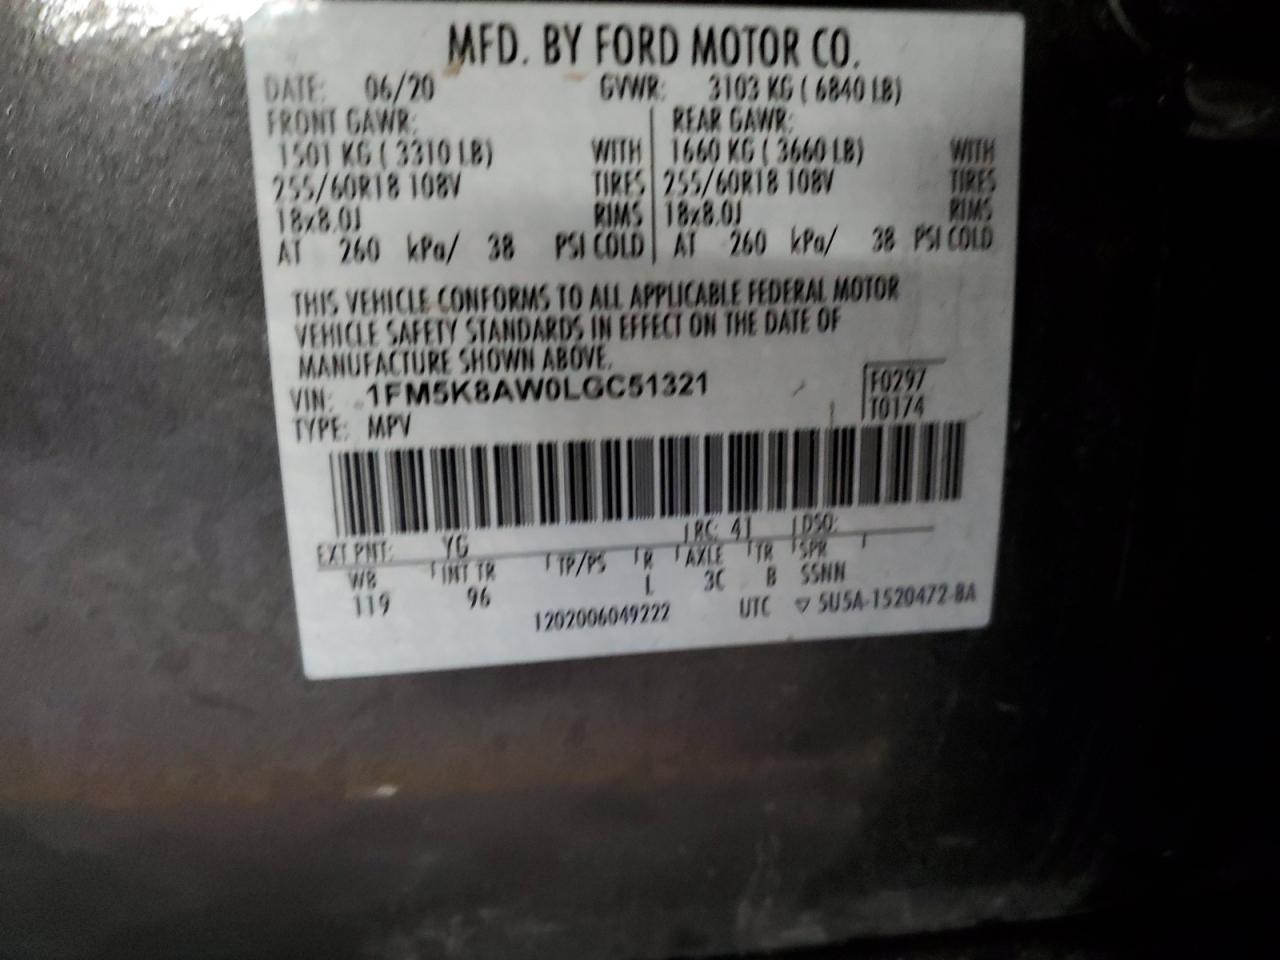 MFD. BY FORD MOTOR CO.
DATE: 06/20 GVWR: 3103 KG ( 6840 LB)
FRONT GAWR: REAR GAWR:
1501 KG ( 3310 LB) WITH 1660 KG ( 3660 LB) WITH
255/60R18 108V TIRES 255/60R18 108V TIRES
18x8.0J RIMS 18x8.0J RIMS
AT 260 kPa/ 38 PSI COLD AT 260 kPa/ 38 PSI COLD
THIS VEHICLE CONFORMS TO ALL APPLICABLE FEDERAL MOTOR
VEHICLE SAFETY STANDARDS IN EFFECT ON THE DATE OF
MANUFACTURE SHOWN ABOVE.
VIN: 1FM5K8AW0LGC51321 F0297
TYPE: MPV T0174
EXT PNT: YG RC: 41 DSO:
WB INT TR TP/PS R AXLE TR SPR
119 96 L 3C B SSNN
1202006049222 UTC ▽ 5U5A-1520472-BA